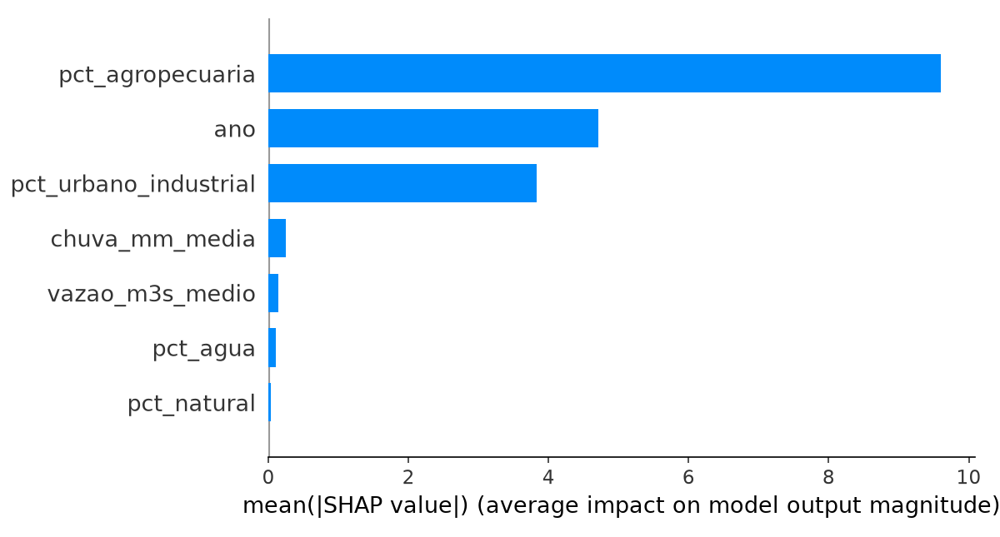 pct_agropecuaria
ano
pct_urbano_industrial
chuva_mm_media
vazao_m3s_medio
pct_agua
pct_natural
0 2 4 6 8 10
mean(|SHAP value|) (average impact on model output magnitude)